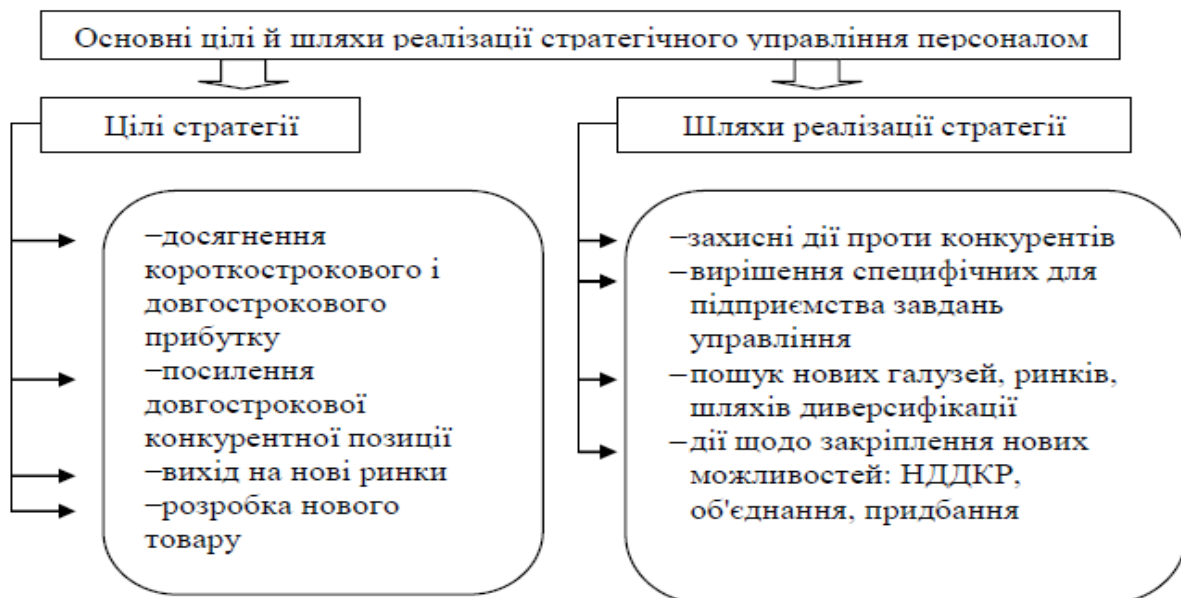 Основні цілі й шляхи реалізації стратегічного управління персоналом
Цілі стратегії
–досягнення
короткострокового і
довгострокового
прибутку
–посилення
довгострокової
конкурентної позиції
–вихід на нові ринки
–розробка нового
товару
Шляхи реалізації стратегії
–захисні дії проти конкурентів
–вирішення специфічних для
підприємства завдань
управління
–пошук нових галузей, ринків,
шляхів диверсифікації
–дії щодо закріплення нових
можливостей: НДДКР,
об'єднання, придбання